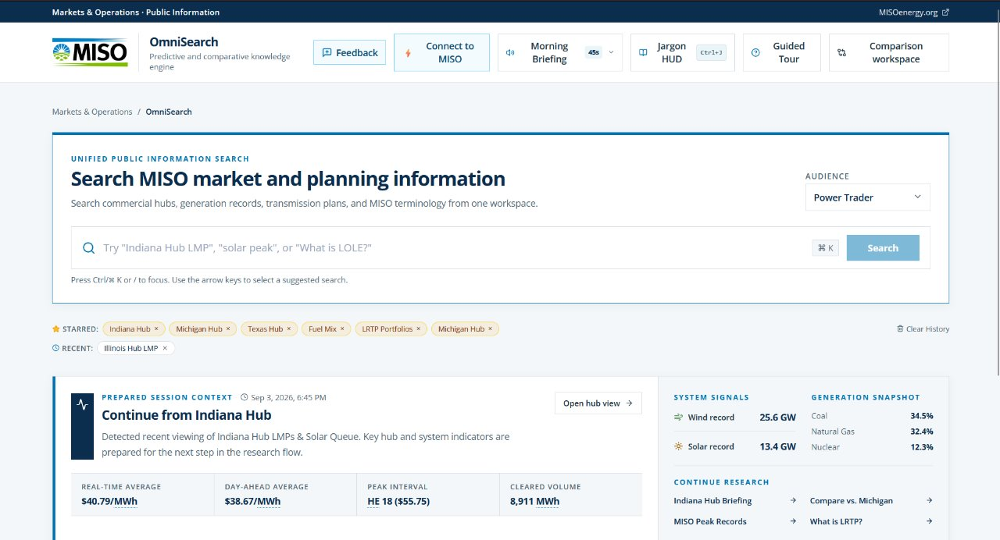 Markets & Operations · Public Information
MISOenergy.org
MISO
OmniSearch
Predictive and comparative knowledge
engine
Feedback
Connect to
MISO
Morning
Briefing
45s
Jargon
HUD
Ctrl+J
Guided
Tour
Comparison
workspace
Markets & Operations / OmniSearch
UNIFIED PUBLIC INFORMATION SEARCH
Search MISO market and planning information
Search commercial hubs, generation records, transmission plans, and MISO terminology from one workspace.
AUDIENCE
Power Trader
Try "Indiana Hub LMP", "solar peak", or "What is LOLE?"
⌘ K
Search
Press Ctrl/⌘ K or / to focus. Use the arrow keys to select a suggested search.
STARRED: Indiana Hub × Michigan Hub × Texas Hub × Fuel Mix × LRTP Portfolios × Michigan Hub ×
Clear History
RECENT: Illinois Hub LMP ×
PREPARED SESSION CONTEXT Sep 3, 2026, 6:45 PM
Continue from Indiana Hub
Detected recent viewing of Indiana Hub LMPs & Solar Queue. Key hub and system indicators are
prepared for the next step in the research flow.
Open hub view →
REAL-TIME AVERAGE
$40.79/MWh
DAY-AHEAD AVERAGE
$38.67/MWh
PEAK INTERVAL
HE 18 ($55.75)
CLEARED VOLUME
8,911 MWh
SYSTEM SIGNALS
Wind record 25.6 GW
Solar record 13.4 GW
GENERATION SNAPSHOT
Coal 34.5%
Natural Gas 32.4%
Nuclear 12.3%
CONTINUE RESEARCH
Indiana Hub Briefing →
Compare vs. Michigan →
MISO Peak Records →
What is LRTP? →